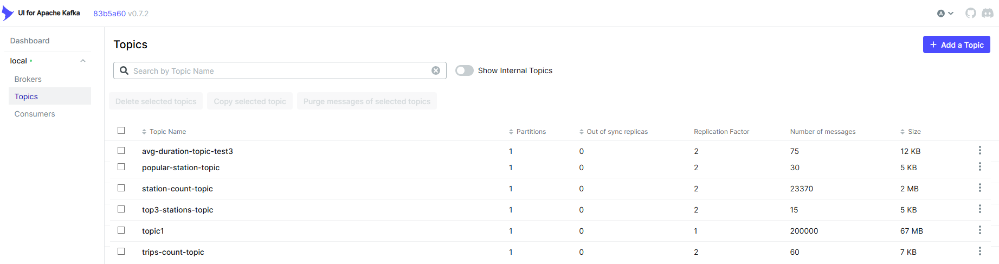 UI for Apache Kafka 83b5a60 v0.7.2 A
Dashboard
local
Brokers
Topics
Consumers
Topics
+ Add a Topic
Search by Topic Name
Show Internal Topics
Delete selected topics Copy selected topic Purge messages of selected topics
Topic Name Partitions Out of sync replicas Replication Factor Number of messages Size
avg-duration-topic-test3 1 0 2 75 12 KB
popular-station-topic 1 0 2 30 5 KB
station-count-topic 1 0 2 23370 2 MB
top3-stations-topic 1 0 2 15 5 KB
topic1 1 0 1 200000 67 MB
trips-count-topic 1 0 2 60 7 KB